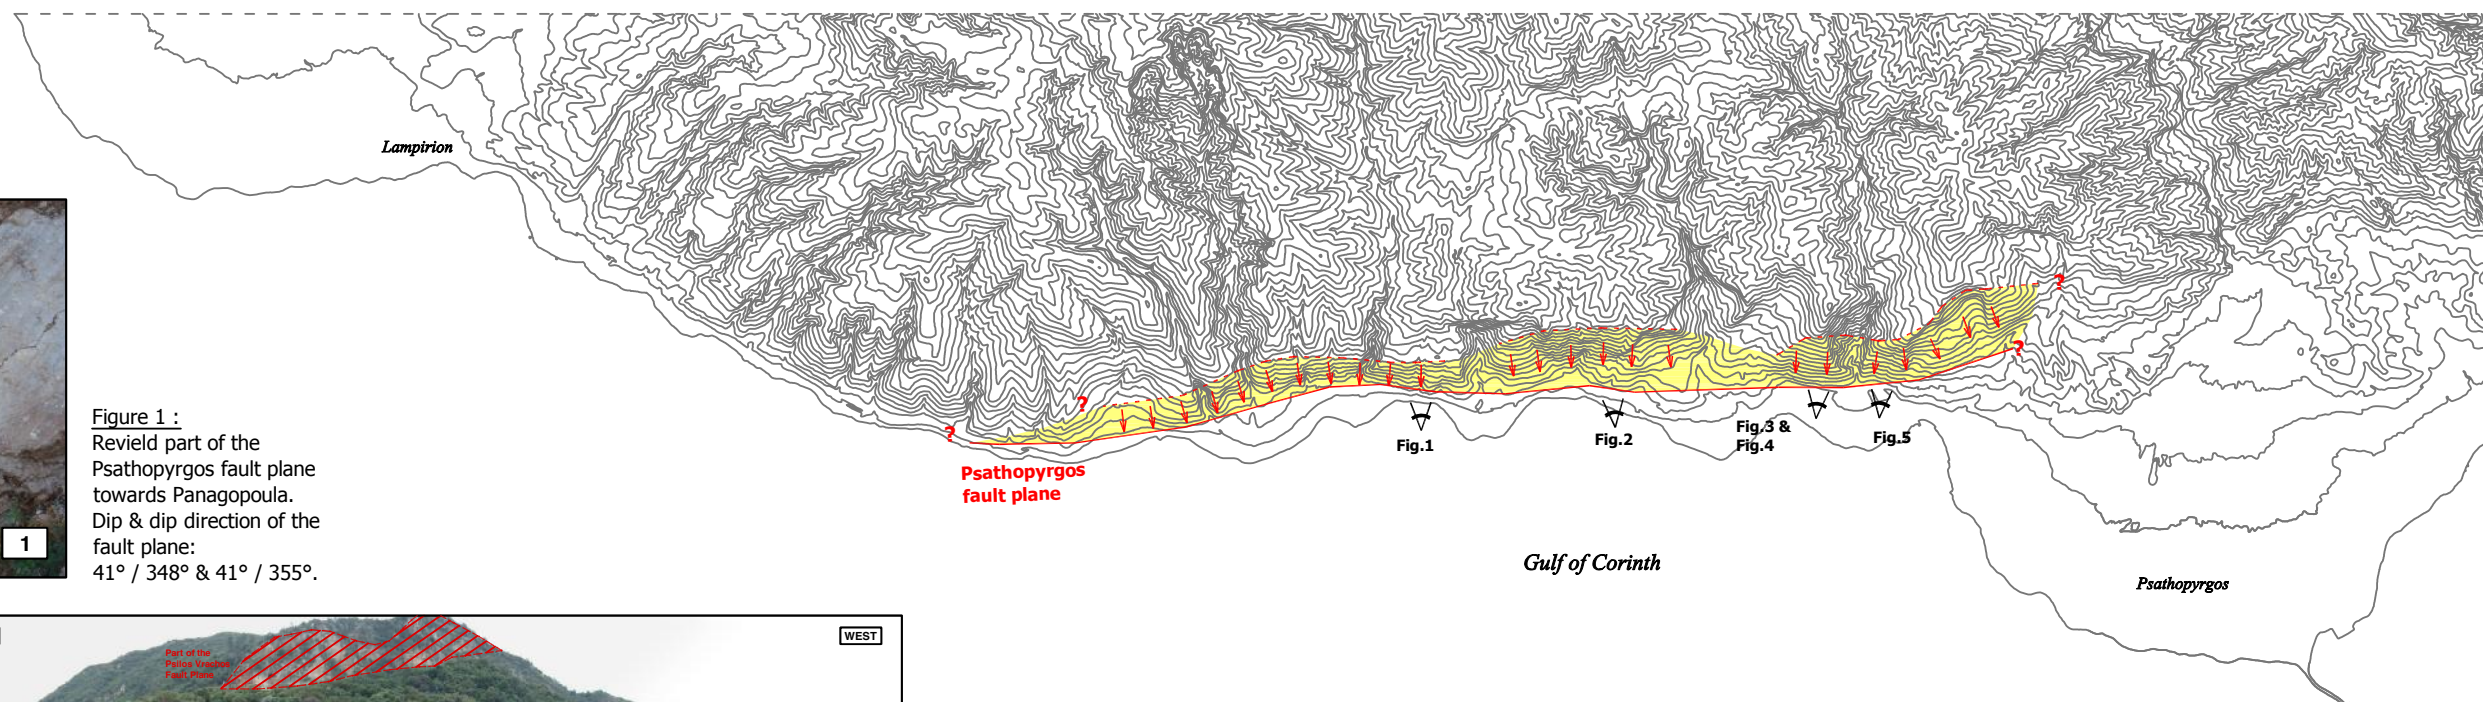 Lampirion
Figure 1 :
Revield part of the
Psathopyrgos fault plane
towards Panagopoula.
Dip & dip direction of the
fault plane:
41° / 348° & 41° / 355°.
1
?
?
?
?
Psathopyrgos
fault plane
Fig.1
Fig.2
Fig.3 &
Fig.4
Fig.5
Gulf of Corinth
Psathopyrgos
WEST
Part of the
Psilos Vrachos
Fault Plane